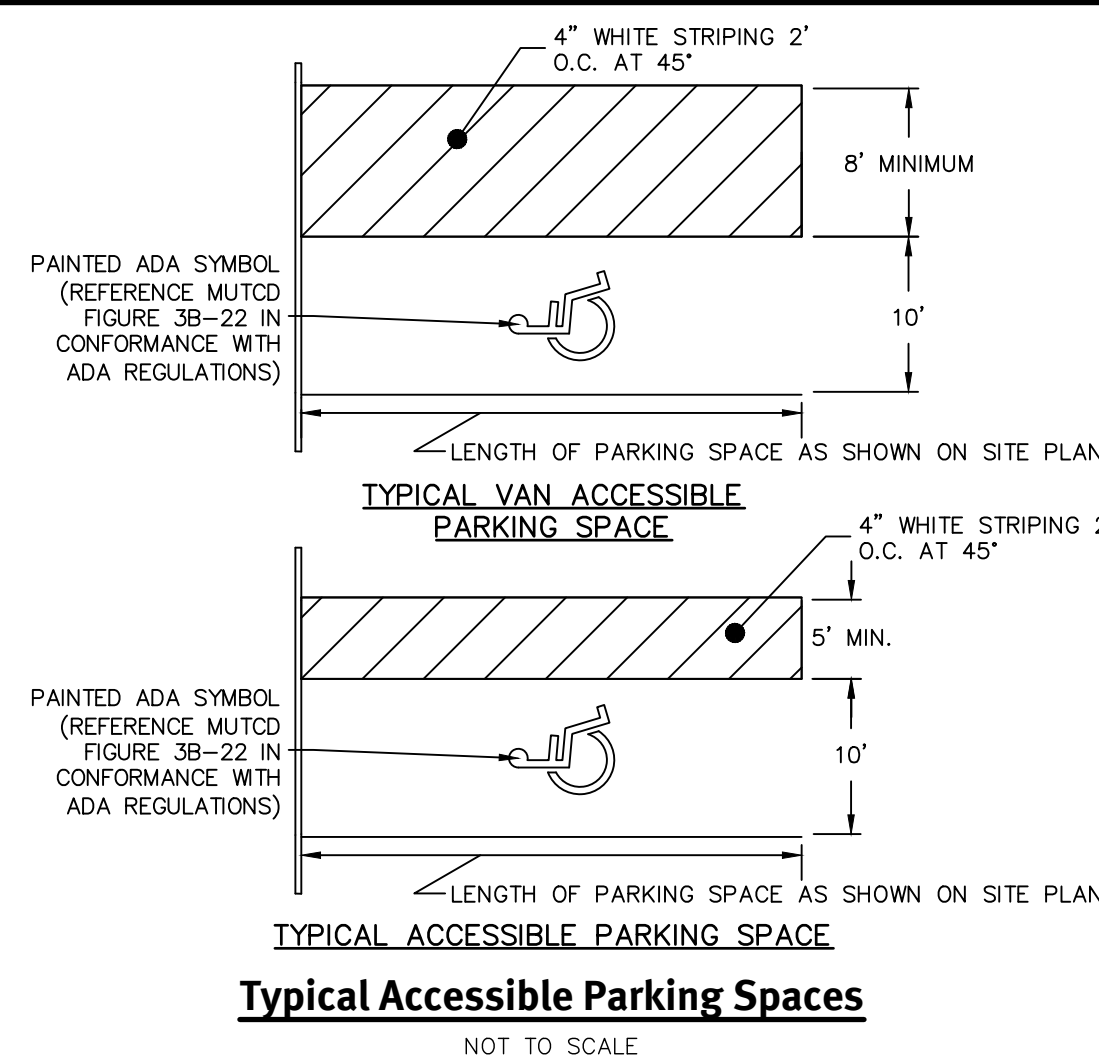 4" WHITE STRIPING 2'
O.C. AT 45°
8' MINIMUM
PAINTED ADA SYMBOL
(REFERENCE MUTCD
FIGURE 3B-22 IN
CONFORMANCE WITH
ADA REGULATIONS)
10'
LENGTH OF PARKING SPACE AS SHOWN ON SITE PLAN
TYPICAL VAN ACCESSIBLE
PARKING SPACE
4" WHITE STRIPING 2
O.C. AT 45°
5' MIN.
PAINTED ADA SYMBOL
(REFERENCE MUTCD
FIGURE 3B-22 IN
CONFORMANCE WITH
ADA REGULATIONS)
10'
LENGTH OF PARKING SPACE AS SHOWN ON SITE PLAN
TYPICAL ACCESSIBLE PARKING SPACE
Typical Accessible Parking Spaces
NOT TO SCALE